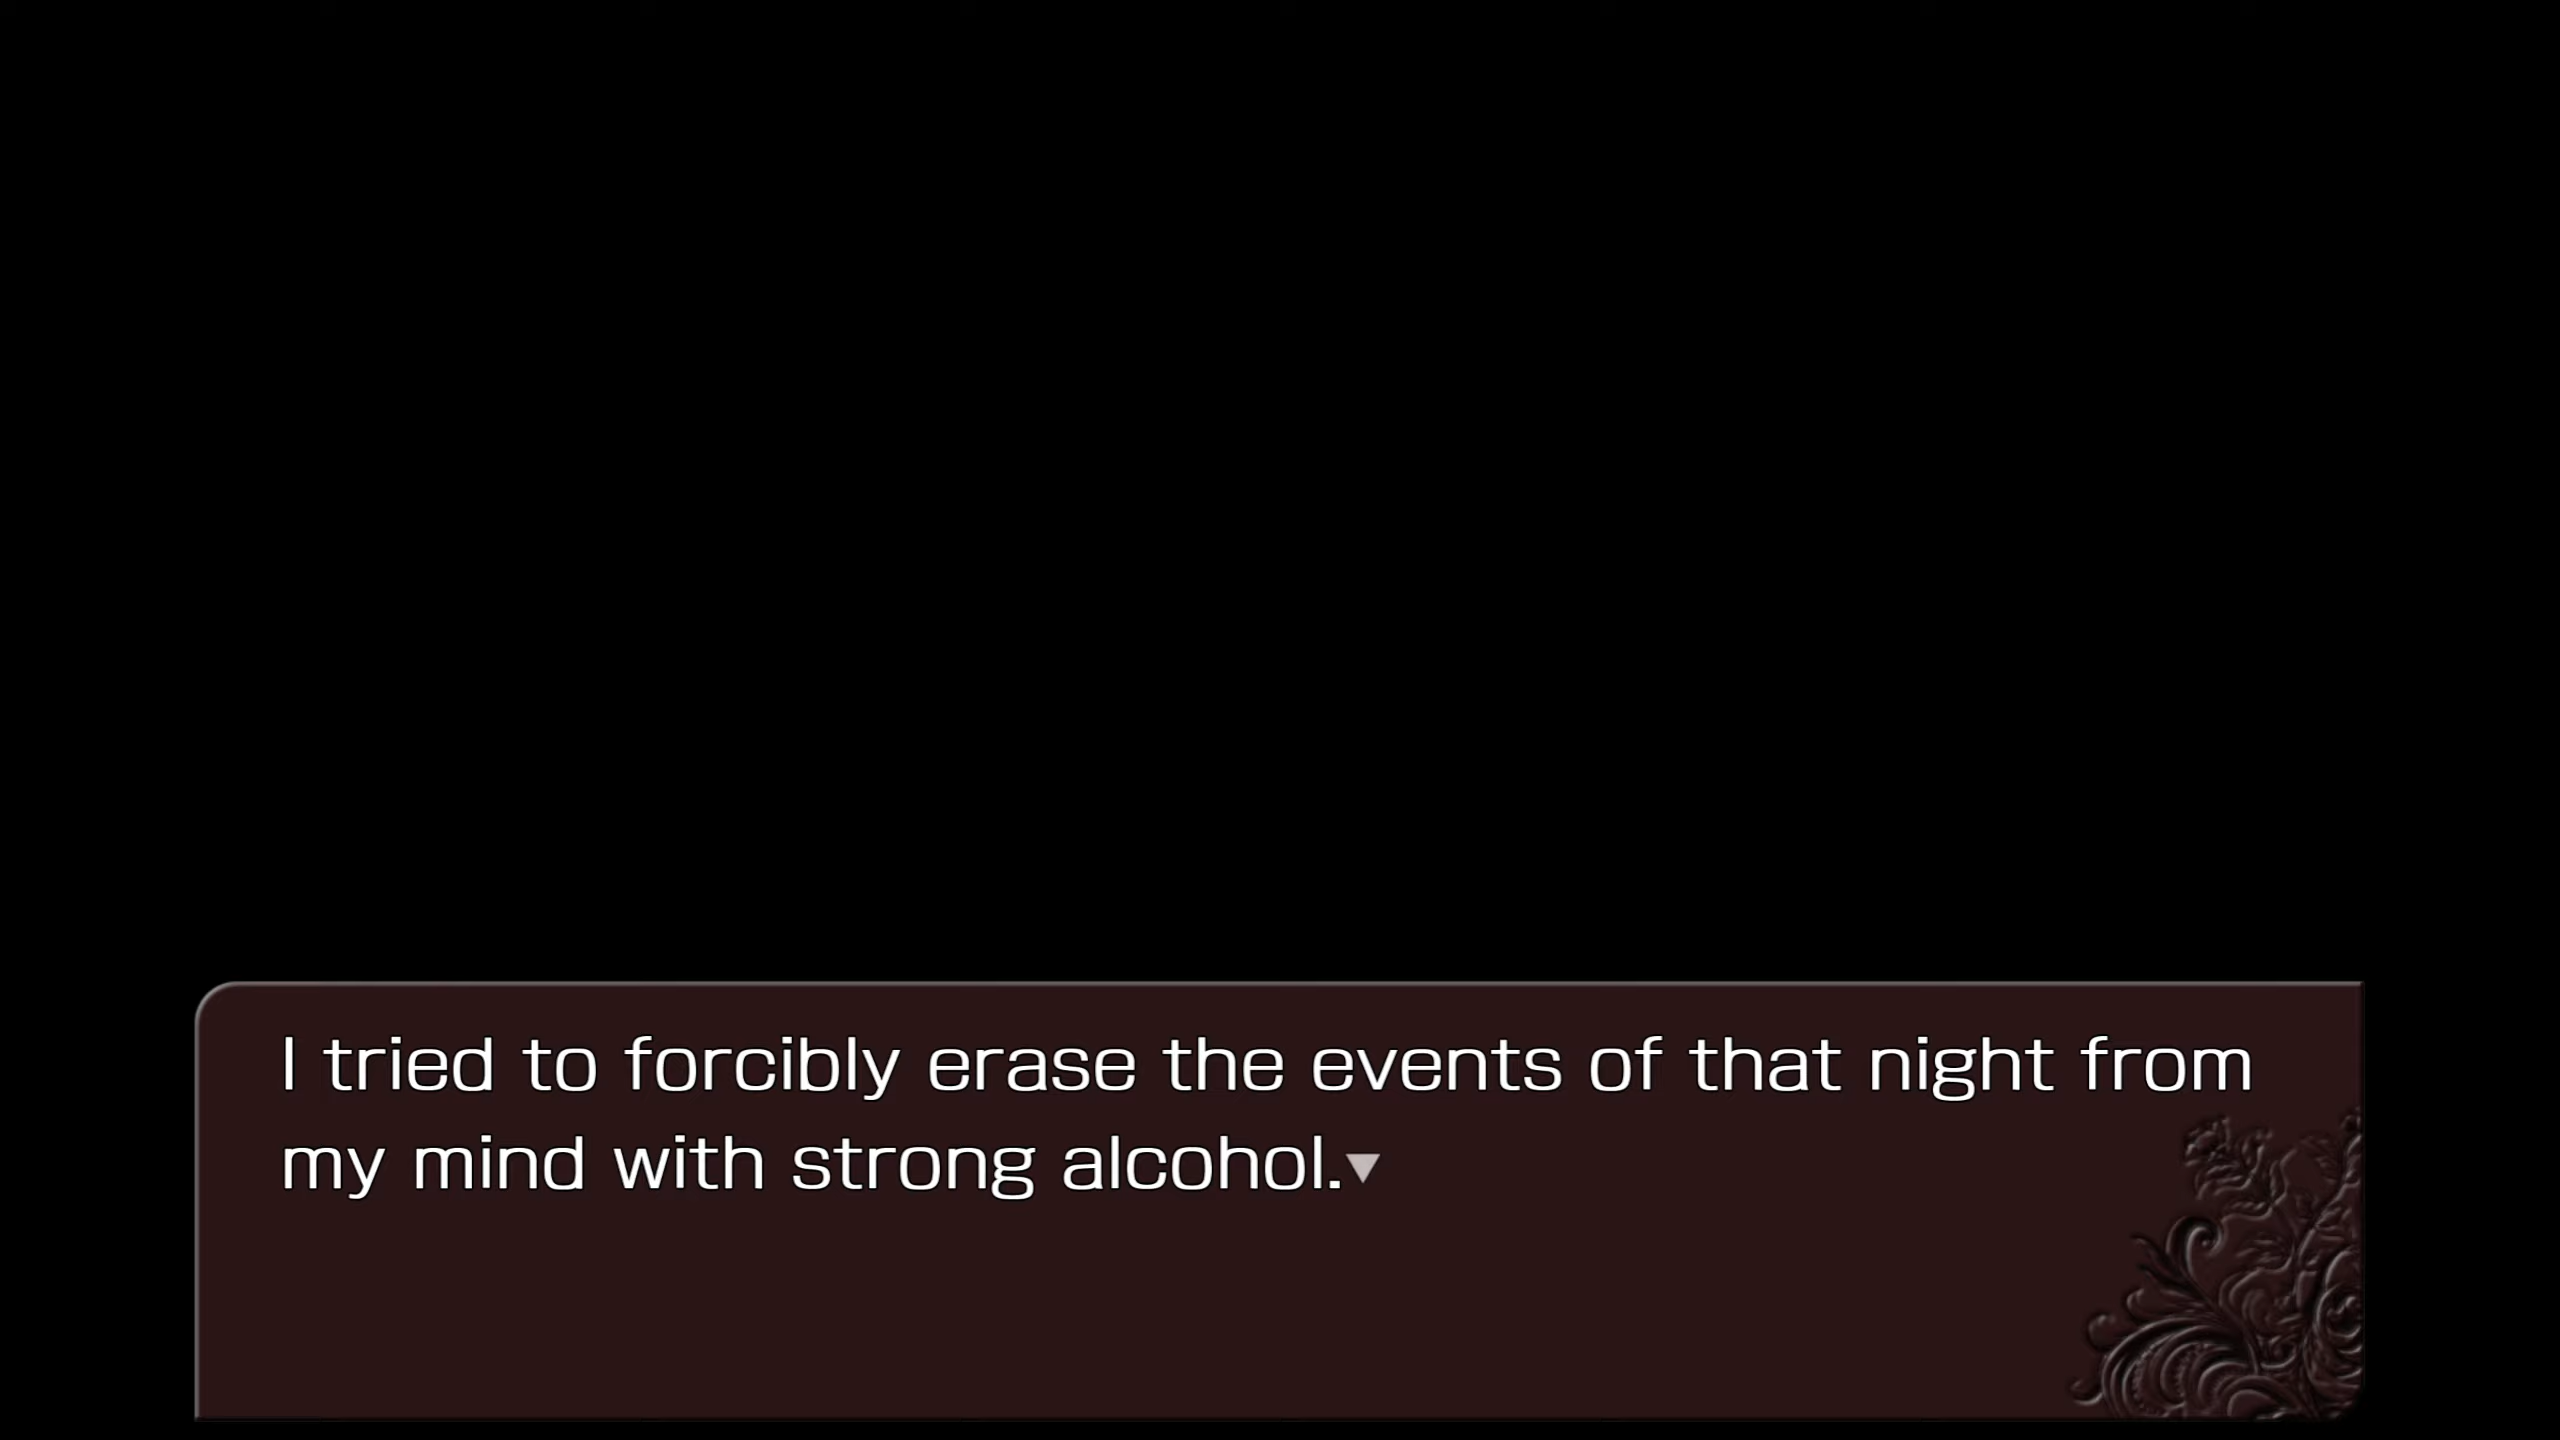 I tried to forcibly erase the events of that night from
my mind with strong alcohol.